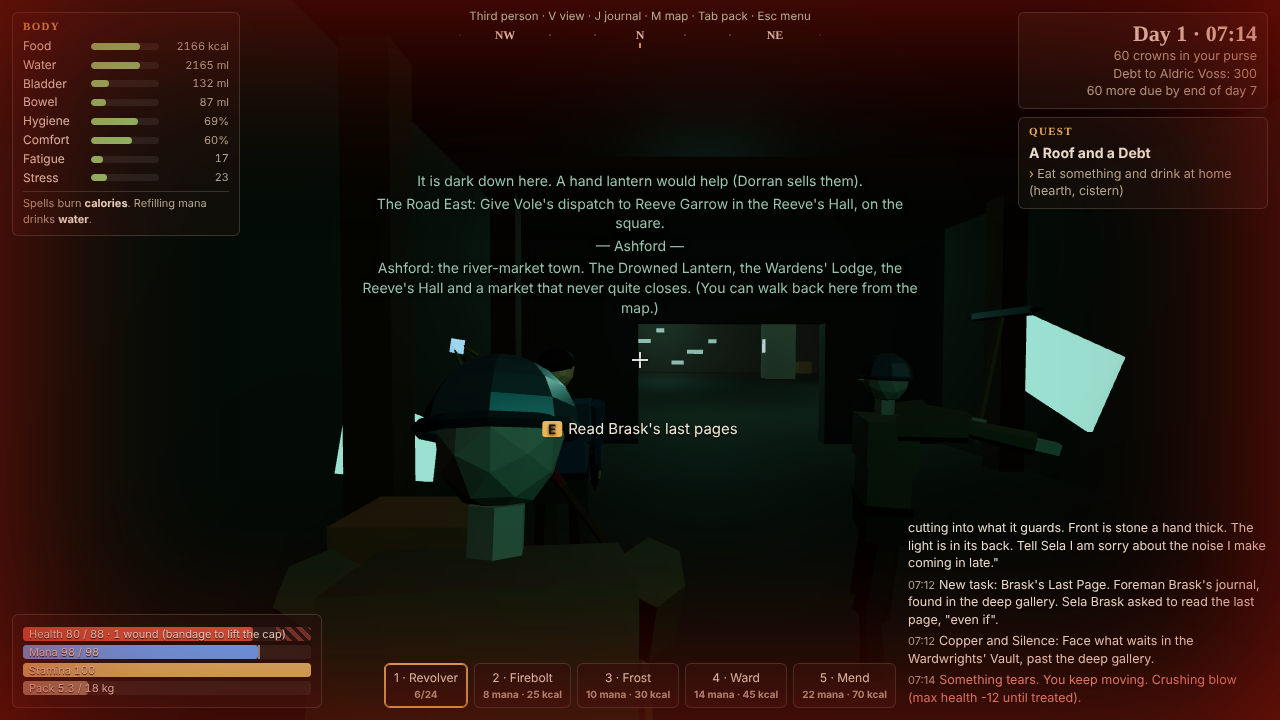 BODY
Food 2166 kcal
Water 2165 ml
Bladder 132 ml
Bowel 87 ml
Hygiene 69%
Comfort 60%
Fatigue 17
Stress 23
Spells burn calories. Refilling mana
drinks water.
Third person · V view · J journal · M map · Tab pack · Esc menu
NW N NE
Day 1 · 07:14
60 crowns in your purse
Debt to Aldric Voss: 300
60 more due by end of day 7
QUEST
A Roof and a Debt
› Eat something and drink at home
(hearth, cistern)
It is dark down here. A hand lantern would help (Dorran sells them).
The Road East: Give Vole's dispatch to Reeve Garrow in the Reeve's Hall, on the
square.
— Ashford —
Ashford: the river-market town. The Drowned Lantern, the Wardens' Lodge, the
Reeve's Hall and a market that never quite closes. (You can walk back here from the
map.)
E Read Brask's last pages
cutting into what it guards. Front is stone a hand thick. The
light is in its back. Tell Sela I am sorry about the noise I make
coming in late."
07:12 New task: Brask's Last Page. Foreman Brask's journal,
found in the deep gallery. Sela Brask asked to read the last
page, "even if".
07:12 Copper and Silence: Face what waits in the
Wardwrights' Vault, past the deep gallery.
07:14 Something tears. You keep moving. Crushing blow
(max health -12 until treated).
Health 80 / 88 · 1 wound (bandage to lift the cap)
Mana 98 / 98
Stamina 100
Pack 5.3 / 18 kg
1 · Revolver
6/24
2 · Firebolt
8 mana · 25 kcal
3 · Frost
10 mana · 30 kcal
4 · Ward
14 mana · 45 kcal
5 · Mend
22 mana · 70 kcal